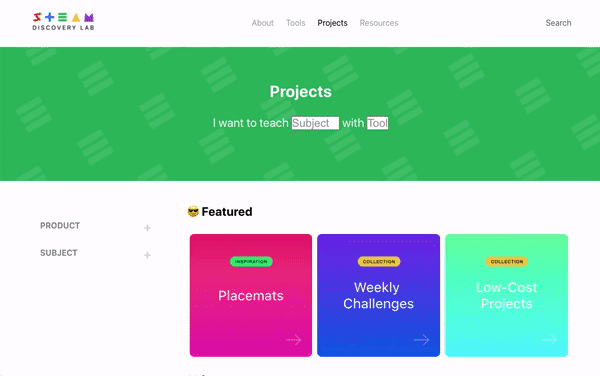 STEAM
DISCOVERY LAB
About Tools Projects Resources Search
Projects
I want to teach Subject with Tool
PRODUCT +
SUBJECT +
😎 Featured
INSPIRATION
Placemats
COLLECTION
Weekly
Challenges
COLLECTION
Low-Cost
Projects